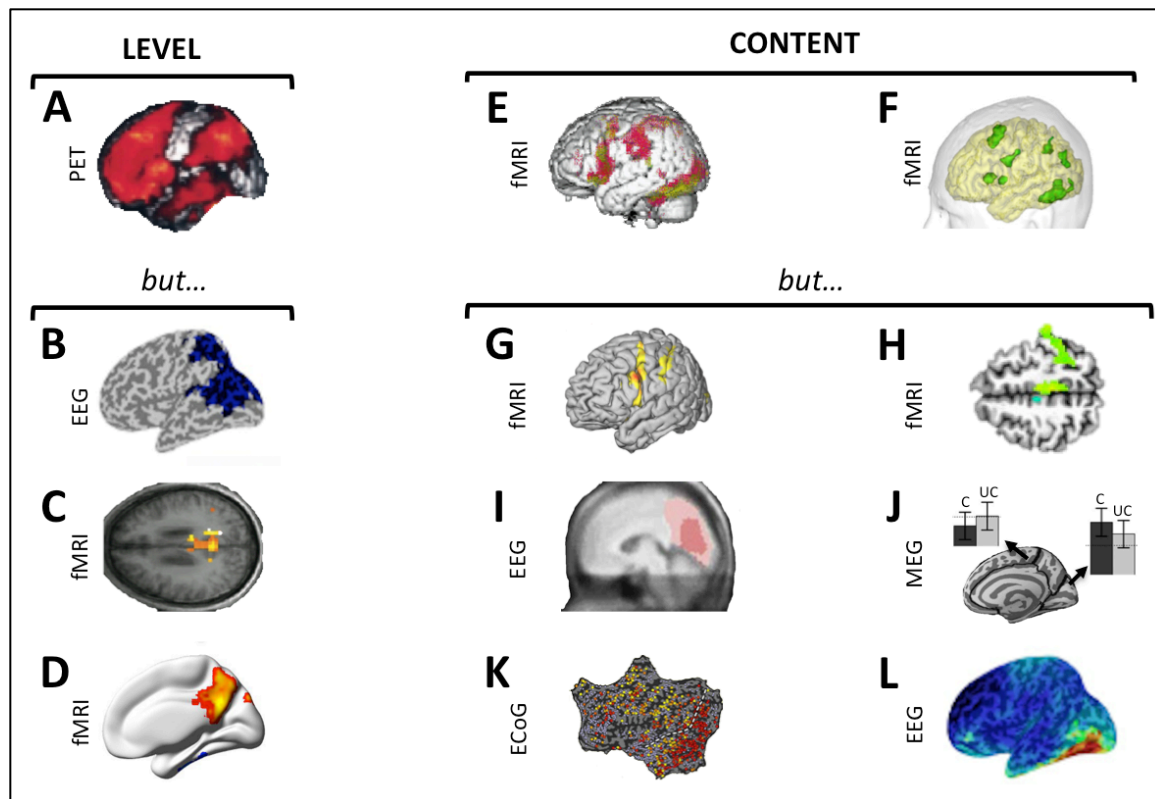 LEVEL
CONTENT
A
PET
E
fMRI
F
fMRI
but...
but...
B
EEG
G
fMRI
H
fMRI
C
fMRI
I
EEG
J
MEG
C
UC
C
UC
D
fMRI
K
ECoG
L
EEG